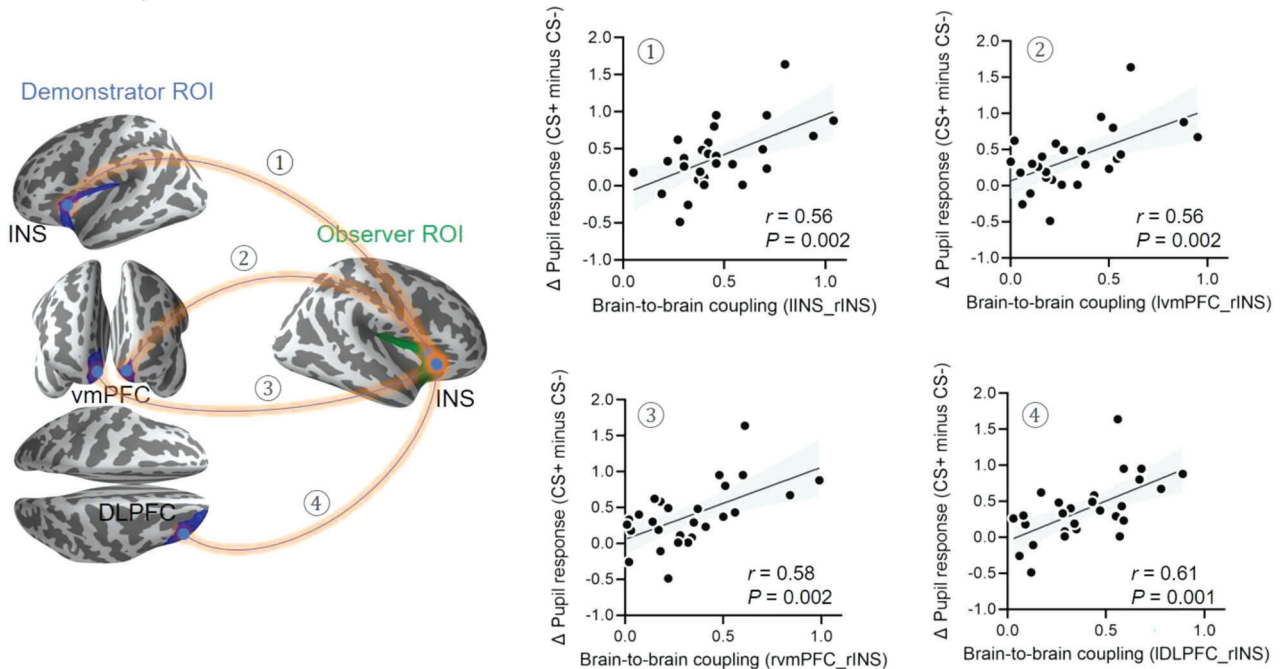 Demonstrator ROI
①
INS
Observer ROI
②
vmPFC
③
INS
DLPFC
④
①
Δ Pupil response (CS+ minus CS-)
2.0
1.5
1.0
0.5
0.0
-0.5
-1.0
r = 0.56
P = 0.002
0.0 0.5 1.0
Brain-to-brain coupling (lINS_rINS)
②
Δ Pupil response (CS+ minus CS-)
2.0
1.5
1.0
0.5
0.0
-0.5
-1.0
r = 0.56
P = 0.002
0.0 0.5 1.0
Brain-to-brain coupling (lvmPFC_rINS)
③
Δ Pupil response (CS+ minus CS-)
2.0
1.5
1.0
0.5
0.0
-0.5
-1.0
r = 0.58
P = 0.002
0.0 0.5 1.0
Brain-to-brain coupling (rvmPFC_rINS)
④
Δ Pupil response (CS+ minus CS-)
2.0
1.5
1.0
0.5
0.0
-0.5
-1.0
r = 0.61
P = 0.001
0.0 0.5 1.0
Brain-to-brain coupling (lDLPFC_rINS)